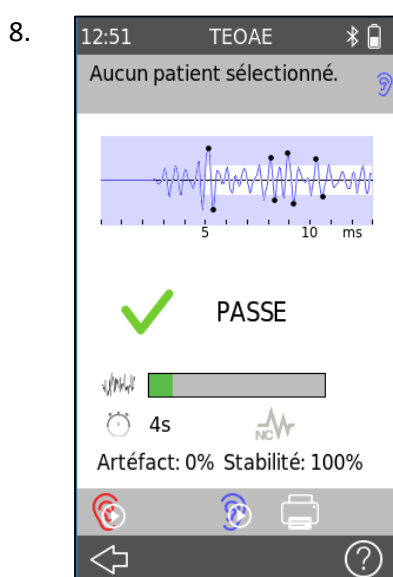 8.
12:51 TEOAE
Aucun patient sélectionné.
5 10 ms
PASSE
4s NC
Artéfact: 0% Stabilité: 100%
?